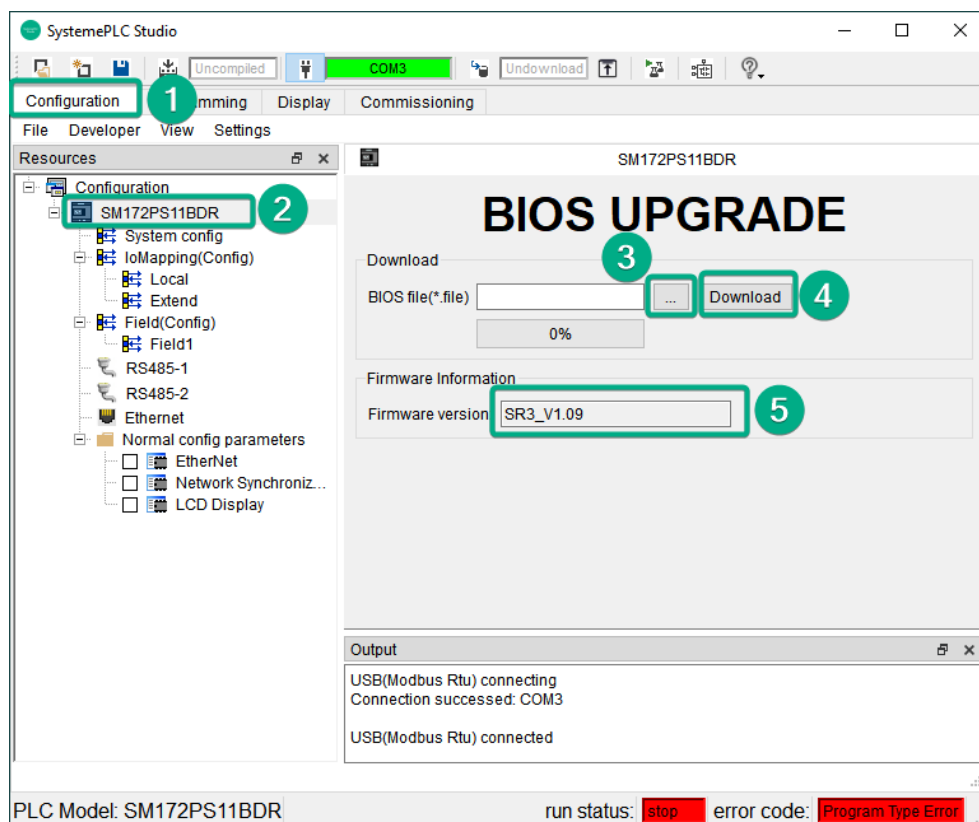 SystemePLC Studio
Uncompiled COM3 Undownload
Configuration 1 mming Display Commissioning
File Developer View Settings
Resources
Configuration
SM172PS11BDR 2
System config
IoMapping(Config)
Local
Extend
Field(Config)
Field1
RS485-1
RS485-2
Ethernet
Normal config parameters
EtherNet
Network Synchroniz...
LCD Display
SM172PS11BDR
BIOS UPGRADE
Download 3
BIOS file(*.file) ... Download 4
0%
Firmware Information
Firmware version SR3_V1.09 5
Output
USB(Modbus Rtu) connecting
Connection successed: COM3
USB(Modbus Rtu) connected
PLC Model: SM172PS11BDR run status: stop error code: Program Type Error